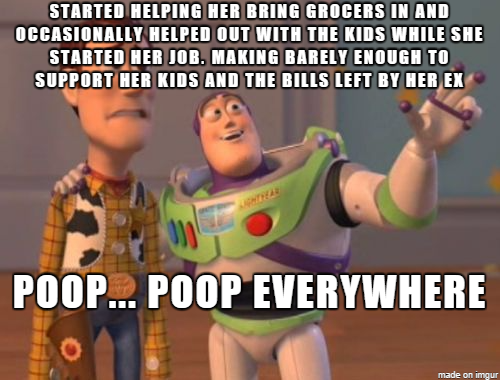 STARTED HELPING HER BRING GROCERS IN AND
OCCASIONALLY HELPED OUT WITH THE KIDS WHILE SHE
STARTED HER JOB. MAKING BARELY ENOUGH TO
SUPPORT HER KIDS AND THE BILLS LEFT BY HER EX
LIGHTYEAR
POOP... POOP EVERYWHERE
made on imgur